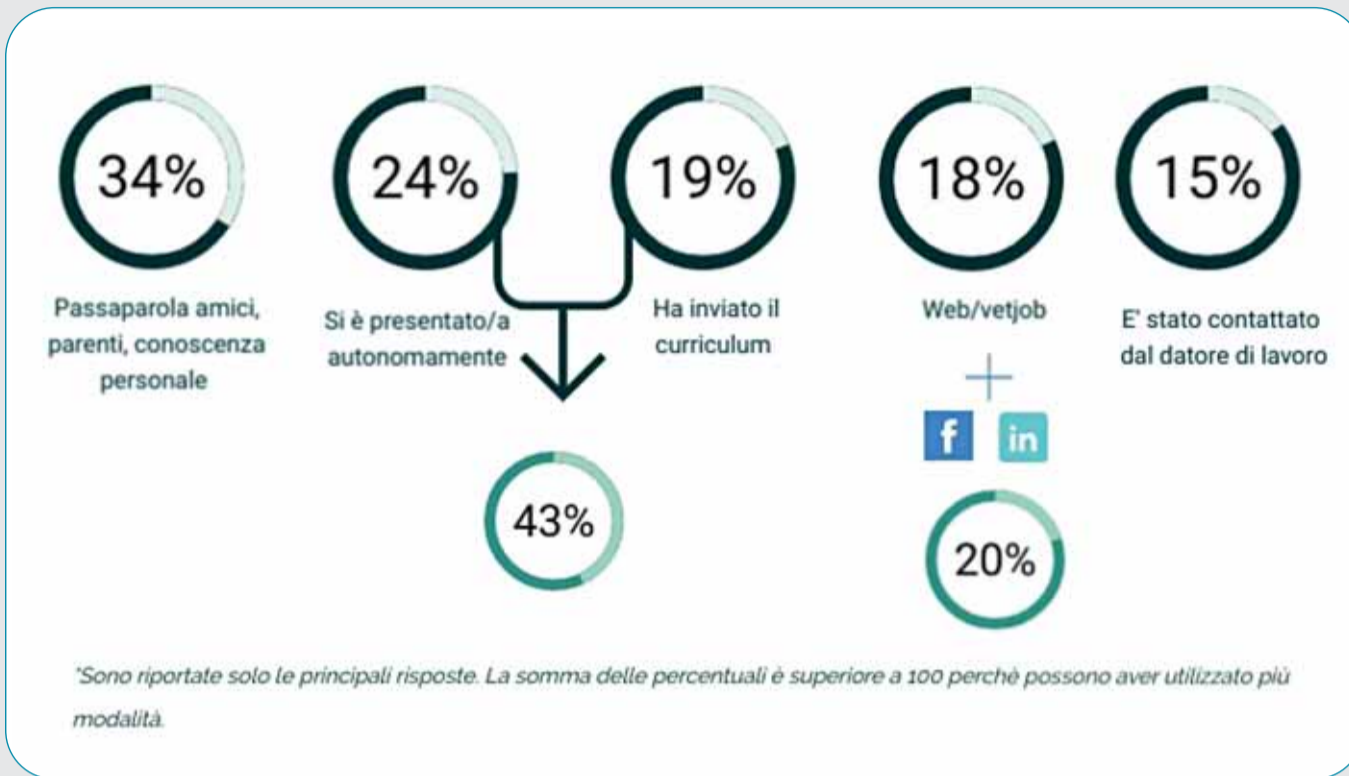 34%
24%
19%
18%
15%
Passaparola amici,
parenti, conoscenza
personale
Si è presentato/a
autonomamente
Ha inviato il
curriculum
Web/vetjob
E' stato contattato
dal datore di lavoro
f
in
43%
20%
*Sono riportate solo le principali risposte. La somma delle percentuali è superiore a 100 perchè possono aver utilizzato più
modalità.